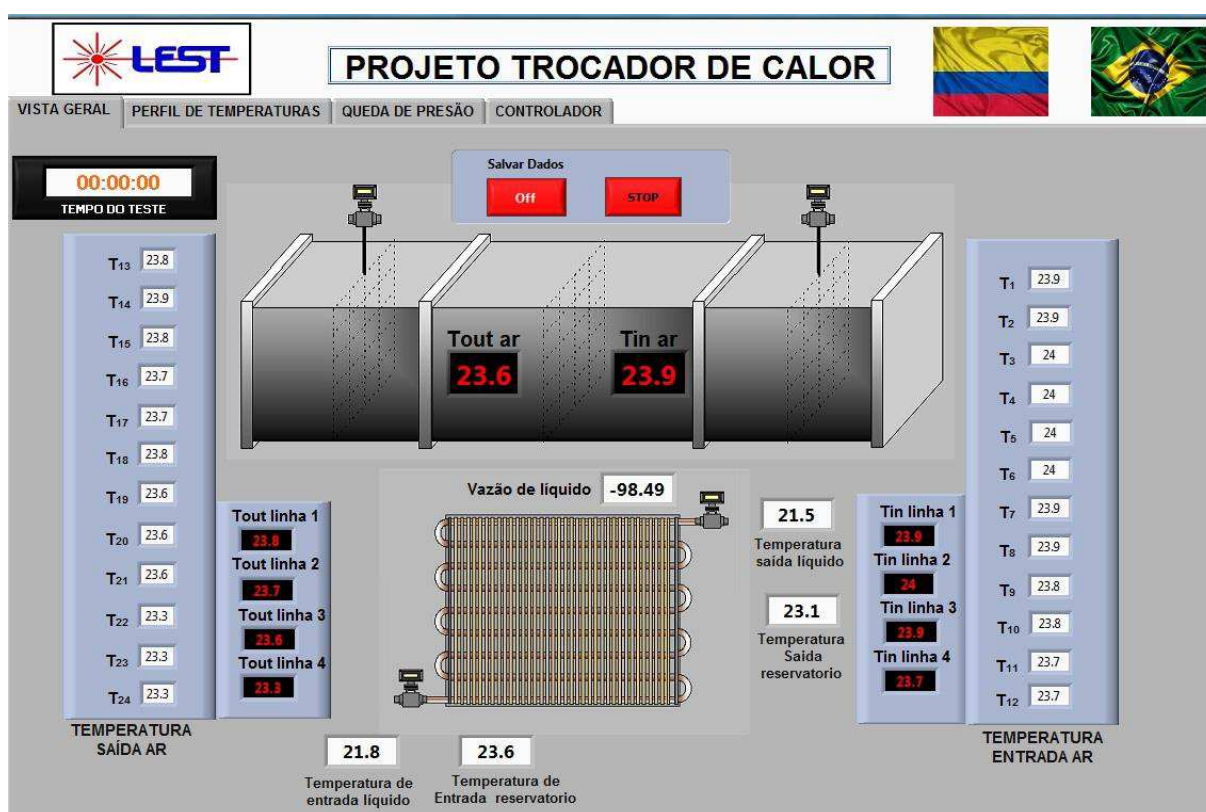 LEST
PROJETO TROCADOR DE CALOR
VISTA GERAL
PERFIL DE TEMPERATURAS
QUEDA DE PRESÃO
CONTROLADOR
00:00:00
TEMPO DO TESTE
Salvar Dados
Off
STOP
T13 23.8
T14 23.9
T15 23.8
T16 23.7
T17 23.7
T18 23.8
T19 23.6
T20 23.6
T21 23.6
T22 23.3
T23 23.3
T24 23.3
TEMPERATURA
SAÍDA AR
Tout linha 1
23.8
Tout linha 2
23.7
Tout linha 3
23.6
Tout linha 4
23.3
Tout ar
23.6
Tin ar
23.9
Vazão de líquido -98.49
21.5
Temperatura
saída líquido
23.1
Temperatura
Saida
reservatorio
21.8
Temperatura de
entrada líquido
23.6
Temperatura de
Entrada reservatorio
Tin linha 1
23.9
Tin linha 2
24
Tin linha 3
23.9
Tin linha 4
23.7
T1 23.9
T2 23.9
T3 24
T4 24
T5 24
T6 24
T7 23.9
T8 23.9
T9 23.8
T10 23.8
T11 23.7
T12 23.7
TEMPERATURA
ENTRADA AR